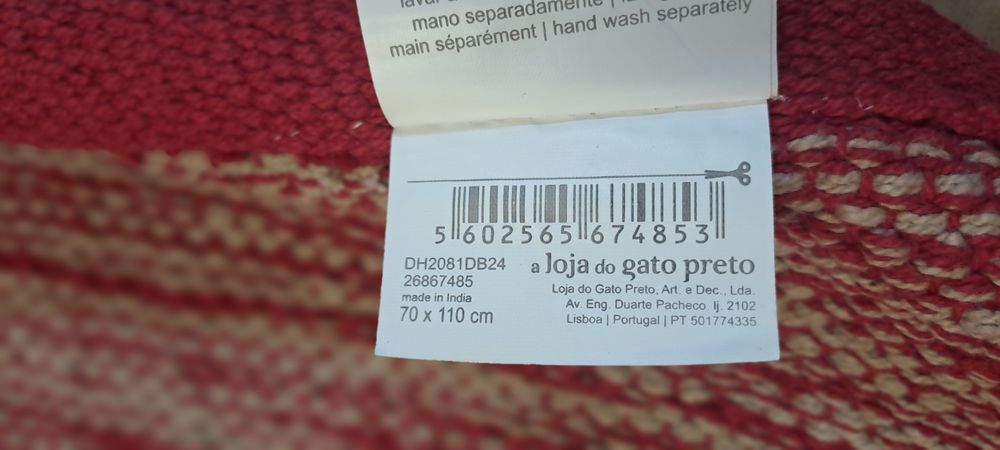 mano separadamente |
main séparément | hand wash separately
5 602565 674853
DH2081DB24
26867485
made in India
70 x 110 cm
a loja do gato preto
Loja do Gato Preto, Art. e Dec., Lda.
Av. Eng. Duarte Pacheco, lj. 2102
Lisboa | Portugal | PT 501774335